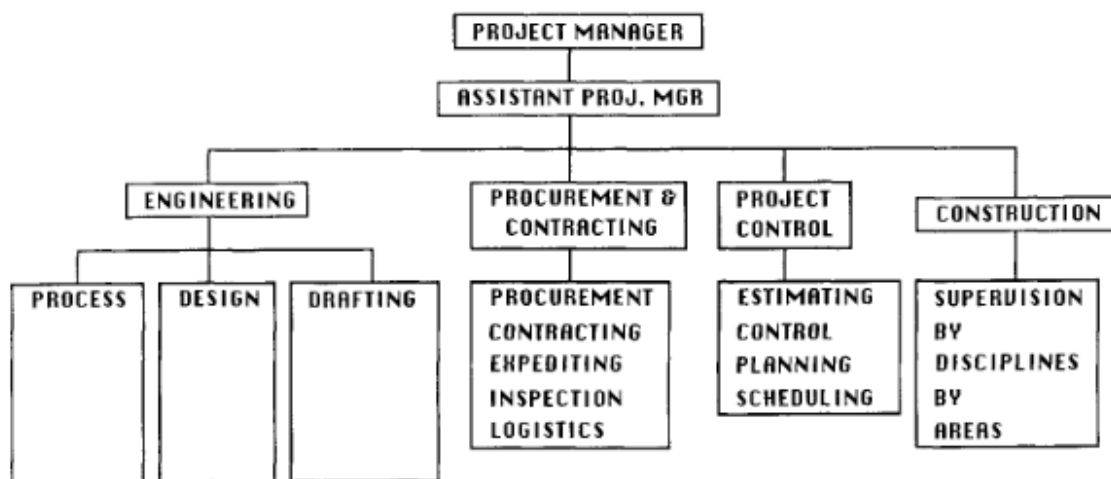 PROJECT MANAGER
ASSISTANT PROJ. MGR
ENGINEERING
PROCUREMENT &
CONTRACTING
PROJECT
CONTROL
CONSTRUCTION
PROCESS
DESIGN
DRAFTING
PROCUREMENT
CONTRACTING
EXPEDITING
INSPECTION
LOGISTICS
ESTIMATING
CONTROL
PLANNING
SCHEDULING
SUPERVISION
BY
DISCIPLINES
BY
AREAS